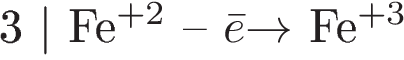 3 | Fe⁺² – ē→ Fe⁺³